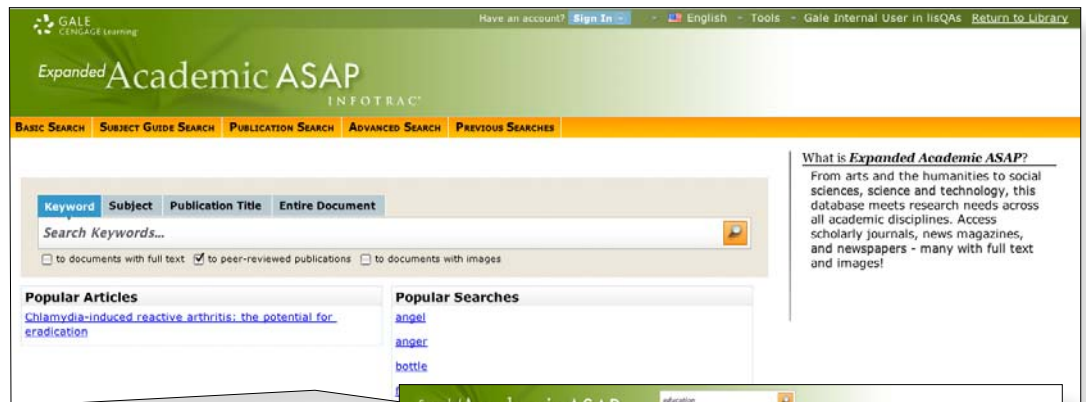 GALE
CENGAGE Learning
Have an account? Sign In - English - Tools - Gale Internal User in lisQAs Return to Library
Expanded Academic ASAP
INFOTRAC
BASIC SEARCH SUBJECT GUIDE SEARCH PUBLICATION SEARCH ADVANCED SEARCH PREVIOUS SEARCHES
Keyword Subject Publication Title Entire Document
Search Keywords...
to documents with full text to peer-reviewed publications to documents with images
Popular Articles
Chlamydia-induced reactive arthritis: the potential for
eradication
Popular Searches
angel
anger
bottle
What is Expanded Academic ASAP?
From arts and the humanities to social
sciences, science and technology, this
database meets research needs across
all academic disciplines. Access
scholarly journals, news magazines,
and newspapers - many with full text
and images!
education